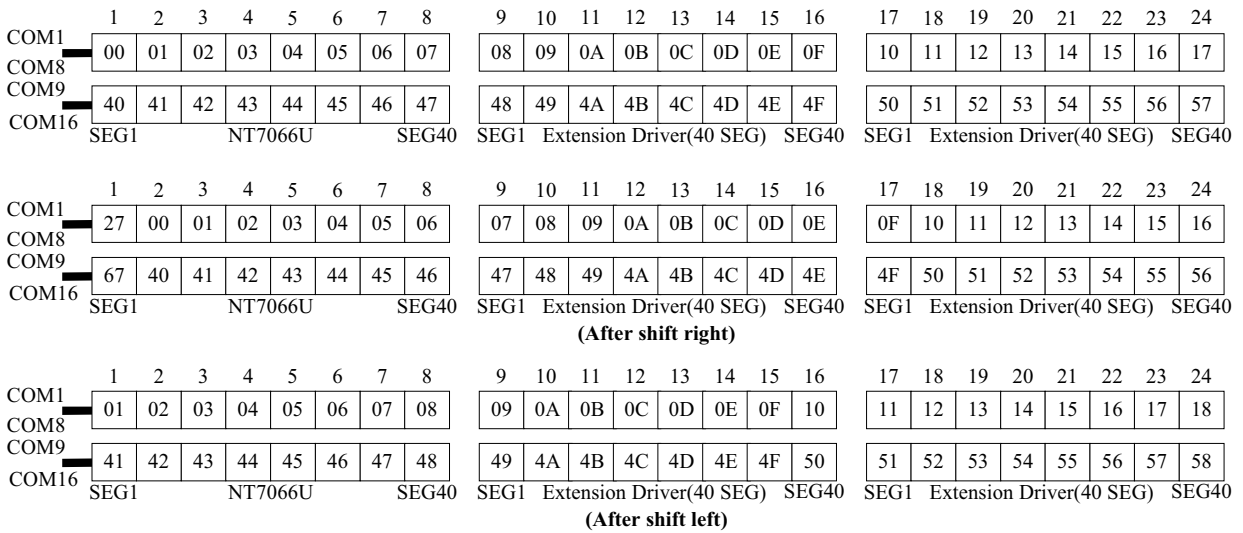 1 2 3 4 5 6 7 8 9 10 11 12 13 14 15 16 17 18 19 20 21 22 23 24
COM1
00 01 02 03 04 05 06 07 08 09 0A 0B 0C 0D 0E 0F 10 11 12 13 14 15 16 17
COM8
COM9
40 41 42 43 44 45 46 47 48 49 4A 4B 4C 4D 4E 4F 50 51 52 53 54 55 56 57
COM16
SEG1 NT7066U SEG40 SEG1 Extension Driver(40 SEG) SEG40 SEG1 Extension Driver(40 SEG) SEG40
1 2 3 4 5 6 7 8 9 10 11 12 13 14 15 16 17 18 19 20 21 22 23 24
COM1
27 00 01 02 03 04 05 06 07 08 09 0A 0B 0C 0D 0E 0F 10 11 12 13 14 15 16
COM8
COM9
67 40 41 42 43 44 45 46 47 48 49 4A 4B 4C 4D 4E 4F 50 51 52 53 54 55 56
COM16
SEG1 NT7066U SEG40 SEG1 Extension Driver(40 SEG) SEG40 SEG1 Extension Driver(40 SEG) SEG40
(After shift right)
1 2 3 4 5 6 7 8 9 10 11 12 13 14 15 16 17 18 19 20 21 22 23 24
COM1
01 02 03 04 05 06 07 08 09 0A 0B 0C 0D 0E 0F 10 11 12 13 14 15 16 17 18
COM8
COM9
41 42 43 44 45 46 47 48 49 4A 4B 4C 4D 4E 4F 50 51 52 53 54 55 56 57 58
COM16
SEG1 NT7066U SEG40 SEG1 Extension Driver(40 SEG) SEG40 SEG1 Extension Driver(40 SEG) SEG40
(After shift left)